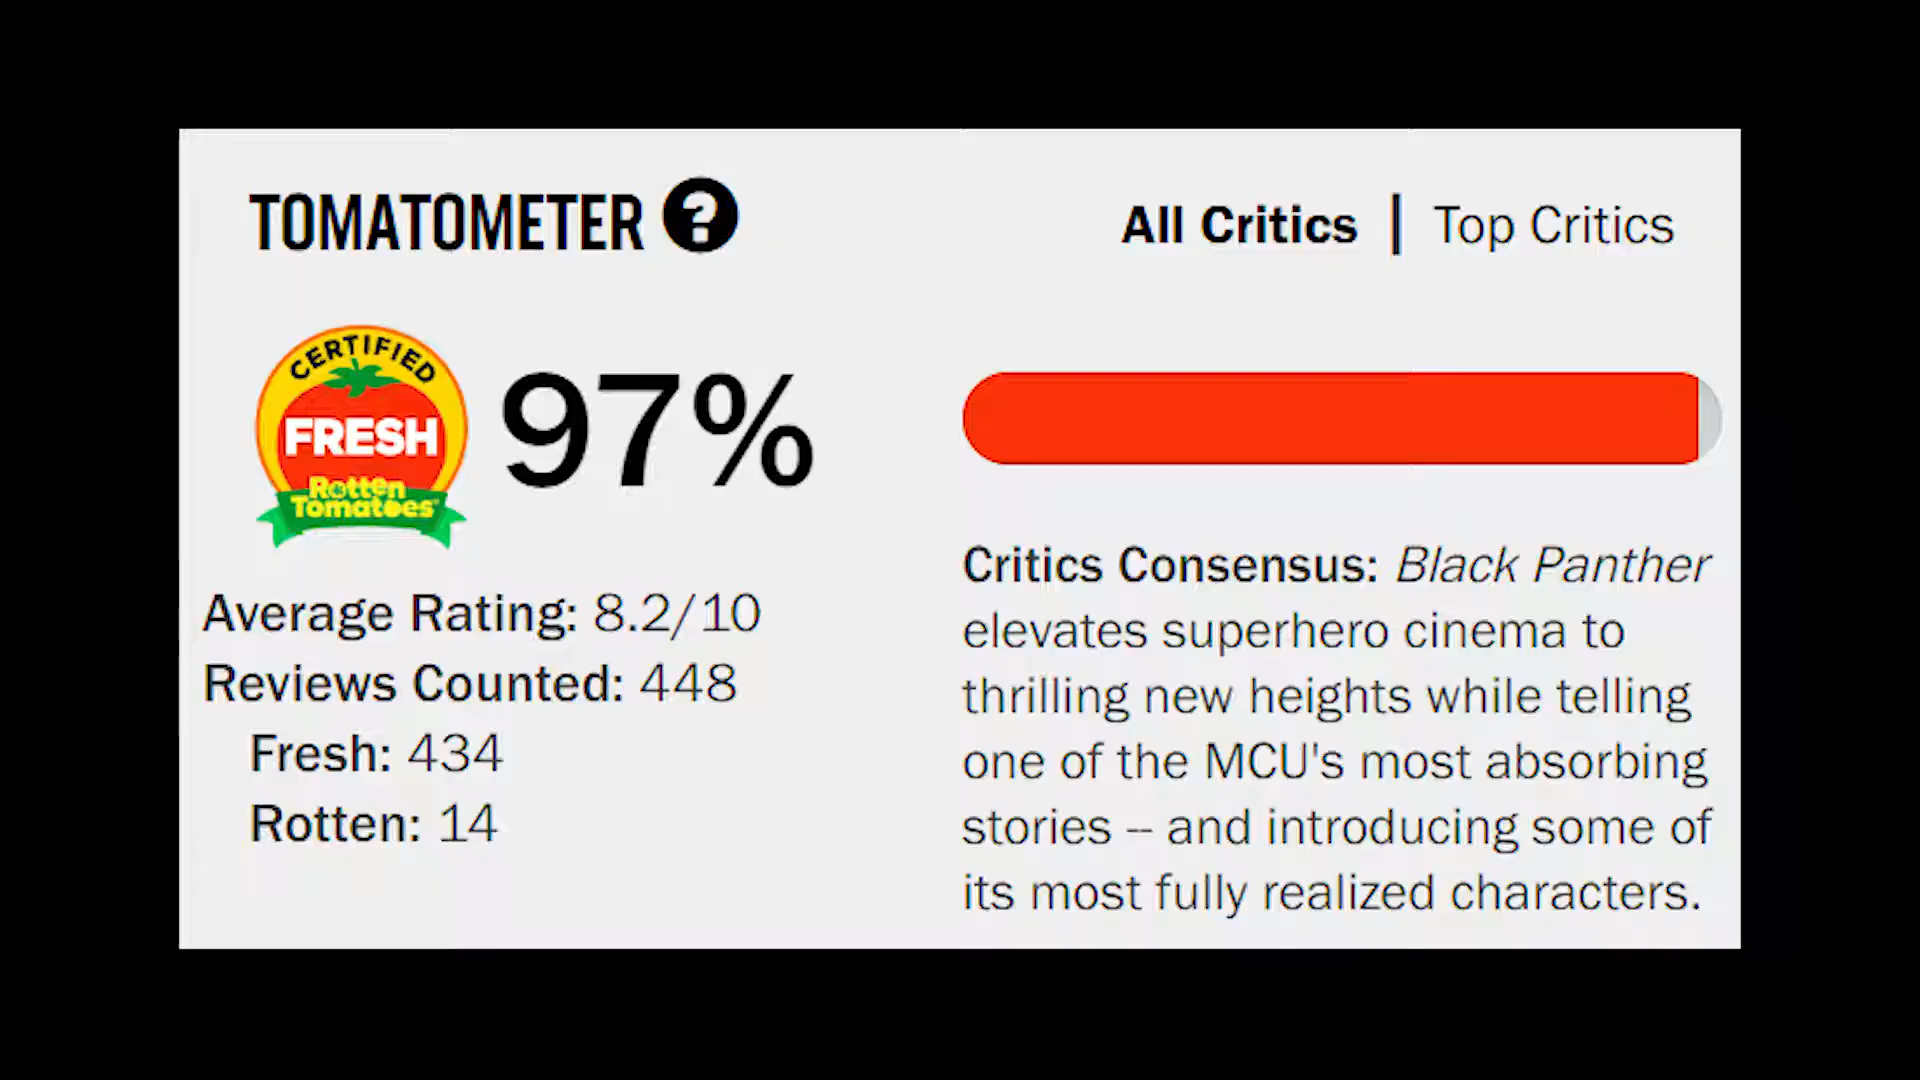 TOMATOMETER ?
All Critics | Top Critics
CERTIFIED
FRESH
Rotten
Tomatoes
97%
Average Rating: 8.2/10
Reviews Counted: 448
Fresh: 434
Rotten: 14
Critics Consensus: Black Panther
elevates superhero cinema to
thrilling new heights while telling
one of the MCU's most absorbing
stories -- and introducing some of
its most fully realized characters.